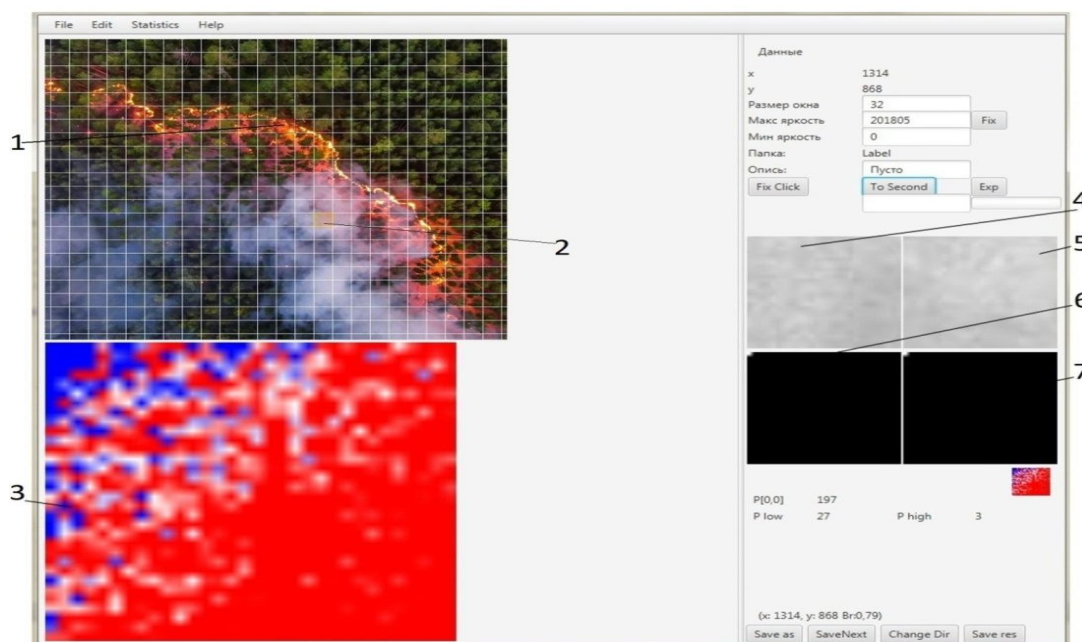 File Edit Statistics Help
Данные
x 1314
y 868
Размер окна 32
Макс яркость 201805 Fix
Мин яркость 0
Папка: Label
Опись: Пусто
Fix Click To Second Exp
1
2
3
4
5
6
7
P[0,0] 197
P low 27 P high 3
(x: 1314, y: 868 Br:0,79)
Save as SaveNext Change Dir Save res